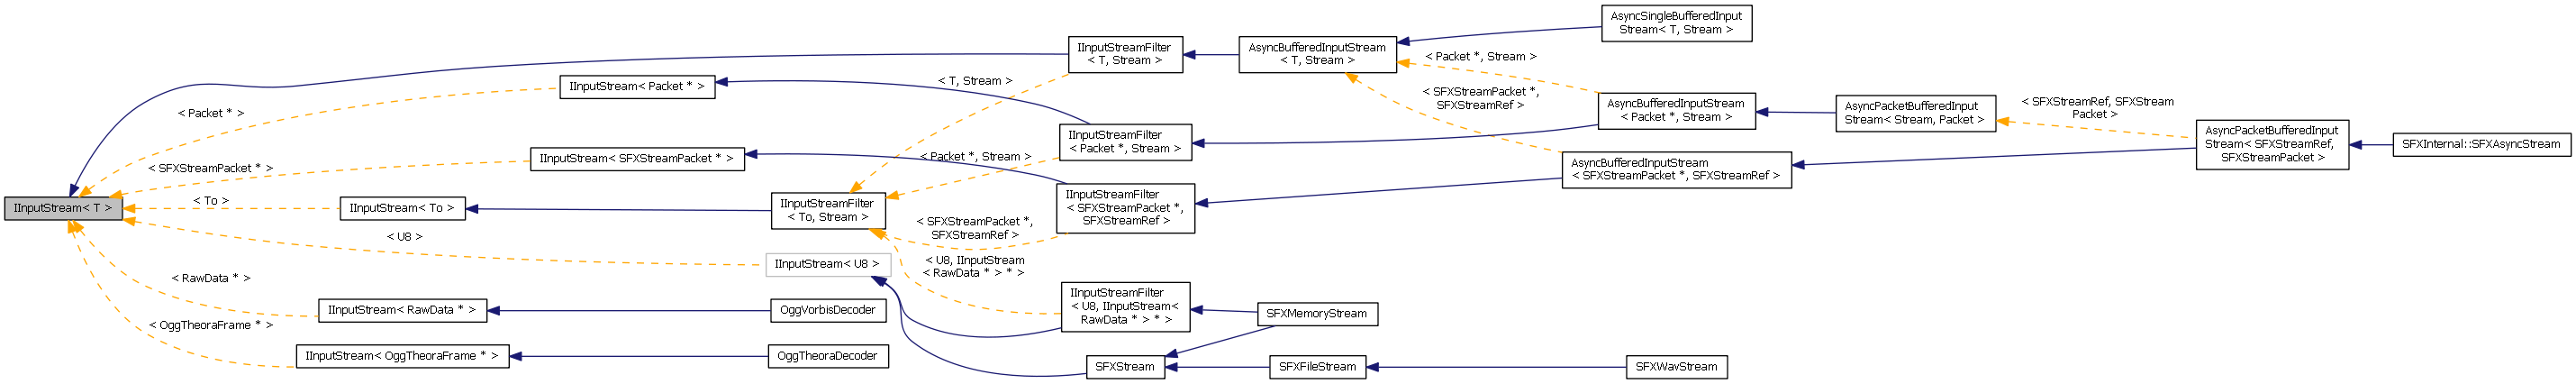 IInputStream< T >
< Packet * >
< SFXStreamPacket * >
< To >
< U8 >
< RawData * >
< OggTheoraFrame * >
IInputStream< Packet * >
IInputStream< SFXStreamPacket * >
IInputStream< To >
IInputStream< U8 >
IInputStream< RawData * >
IInputStream< OggTheoraFrame * >
IInputStreamFilter
< To, Stream >
OggVorbisDecoder
OggTheoraDecoder
< T, Stream >
< Packet *, Stream >
< SFXStreamPacket *,
SFXStreamRef >
< U8, IInputStream
< RawData * > * >
IInputStreamFilter
< T, Stream >
IInputStreamFilter
< Packet *, Stream >
IInputStreamFilter
< SFXStreamPacket *,
SFXStreamRef >
IInputStreamFilter
< U8, IInputStream<
RawData * > * >
SFXStream
AsyncBufferedInputStream
< T, Stream >
SFXMemoryStream
SFXFileStream
< Packet *, Stream >
< SFXStreamPacket *,
SFXStreamRef >
AsyncSingleBufferedInput
Stream< T, Stream >
AsyncBufferedInputStream
< Packet *, Stream >
AsyncBufferedInputStream
< SFXStreamPacket *, SFXStreamRef >
SFXWavStream
AsyncPacketBufferedInput
Stream< Stream, Packet >
< SFXStreamRef, SFXStream
Packet >
AsyncPacketBufferedInput
Stream< SFXStreamRef,
SFXStreamPacket >
SFXInternal::SFXAsyncStream